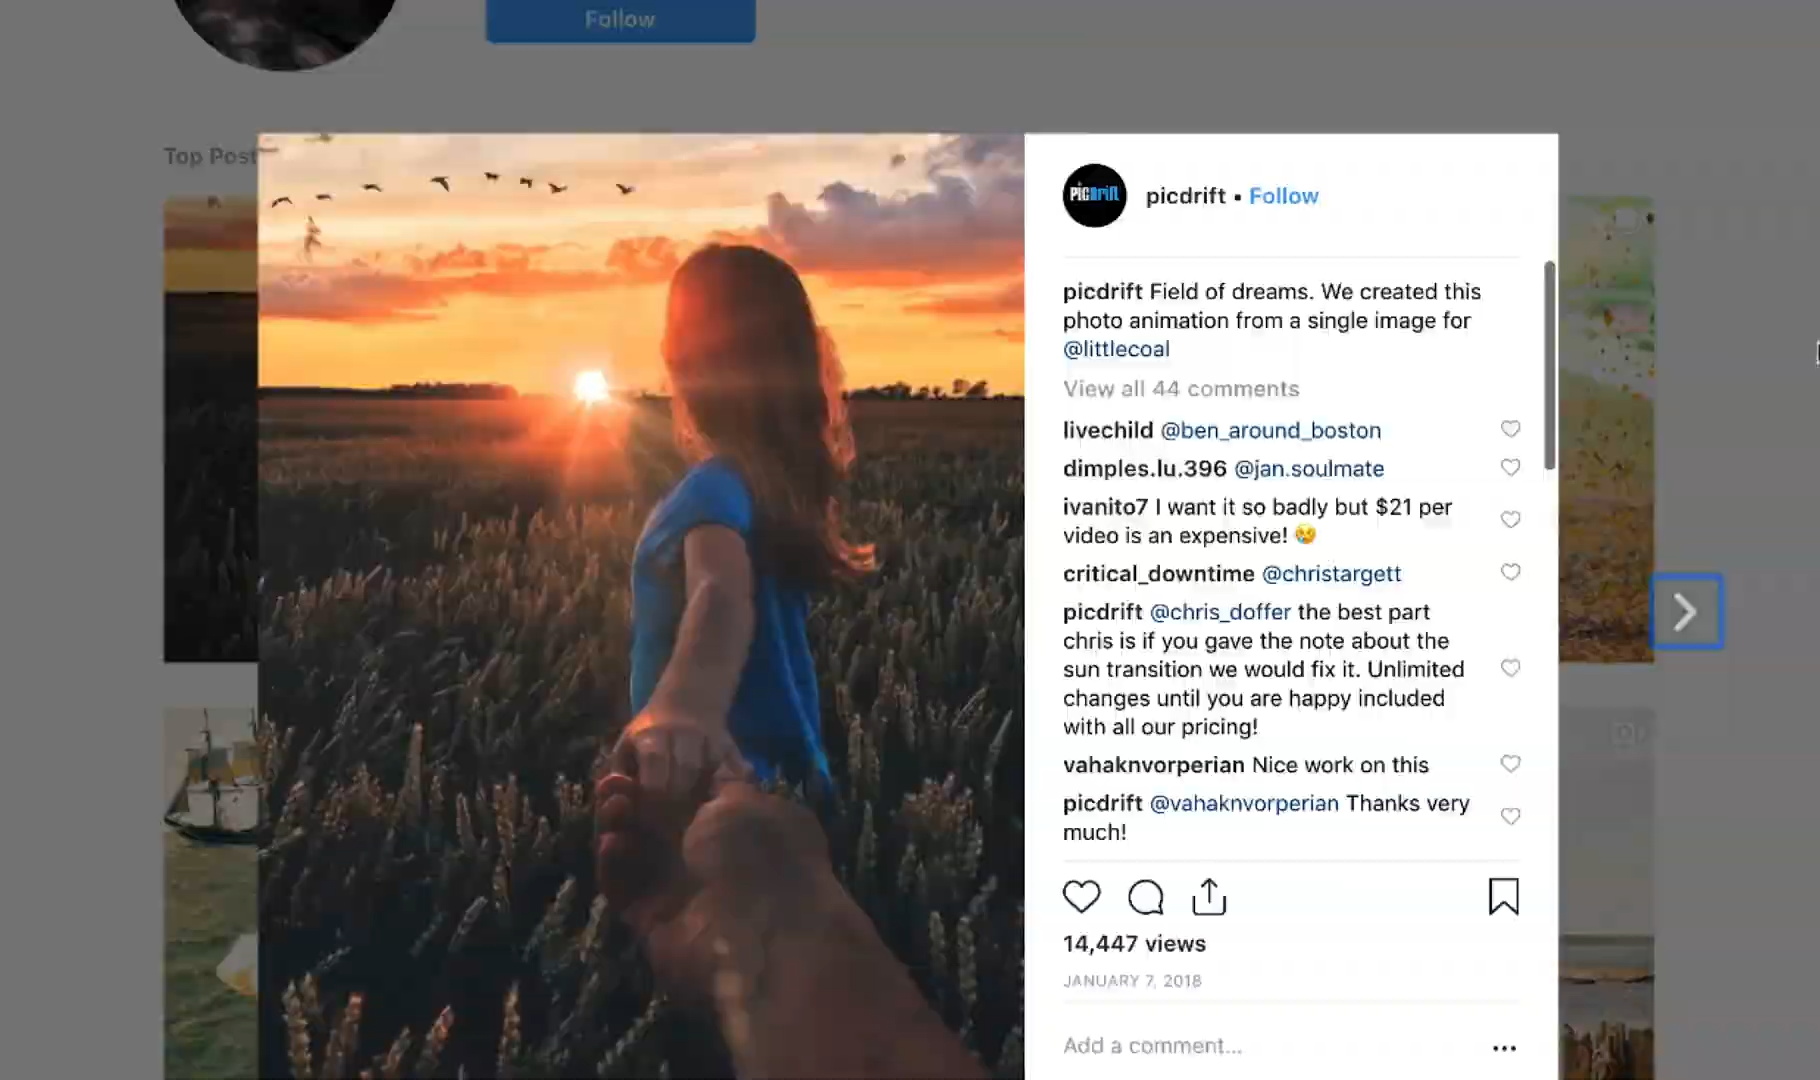 Follow
Top Post
PICDRIFT
picdrift • Follow
picdrift Field of dreams. We created this
photo animation from a single image for
@littlecoal
View all 44 comments
livechild @ben_around_boston
dimples.lu.396 @jan.soulmate
ivanito7 I want it so badly but $21 per
video is an expensive! 😢
critical_downtime @christargett
picdrift @chris_doffer the best part
chris is if you gave the note about the
sun transition we would fix it. Unlimited
changes until you are happy included
with all our pricing!
vahaknvorperian Nice work on this
picdrift @vahaknvorperian Thanks very
much!
14,447 views
JANUARY 7, 2018
Add a comment...